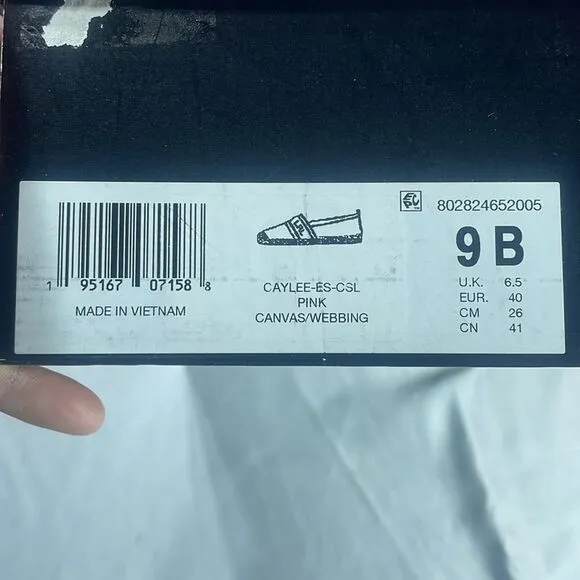 802824652005
9 B
U.K. 6.5
EUR. 40
CM 26
CN 41
LRL
CAYLEE-ES-CSL
PINK
CANVAS/WEBBING
1 95167 07158 8
MADE IN VIETNAM